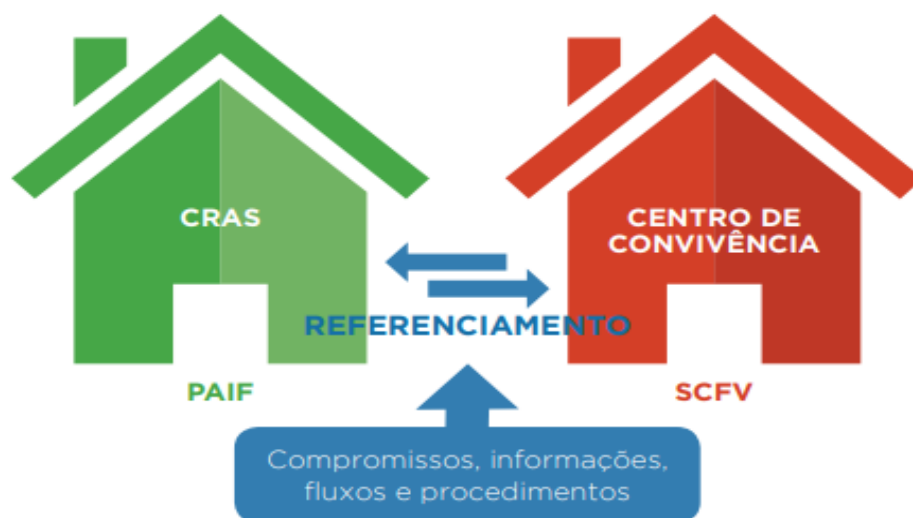 CRAS
CENTRO DE
CONVIVÊNCIA
REFERENCIAMENTO
PAIF
SCFV
Compromissos, informações,
fluxos e procedimentos